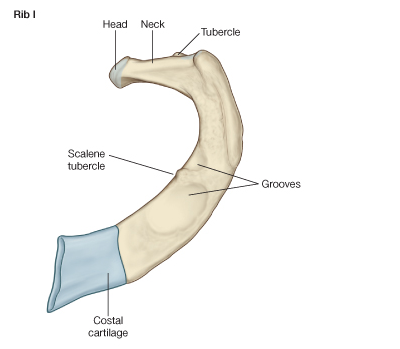 Rib I
Head
Neck
Tubercle
Scalene
tubercle
Grooves
Costal
cartilage